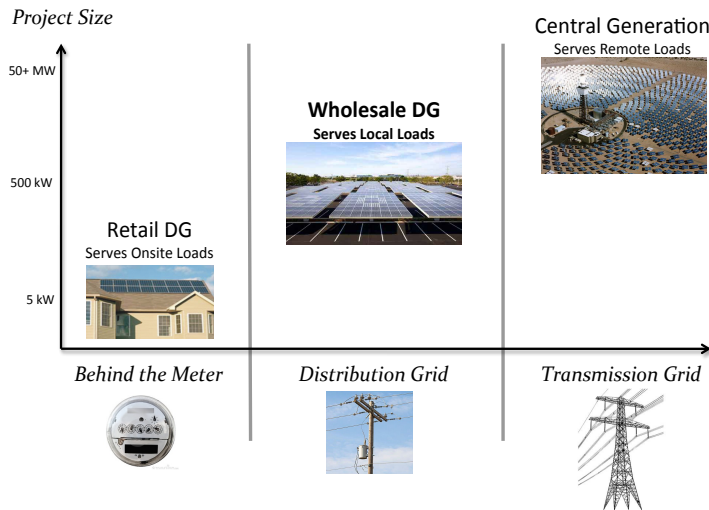 Project Size
Central Generation
Serves Remote Loads
50+ MW
Wholesale DG
Serves Local Loads
500 kW
Retail DG
Serves Onsite Loads
5 kW
Behind the Meter
Distribution Grid
Transmission Grid